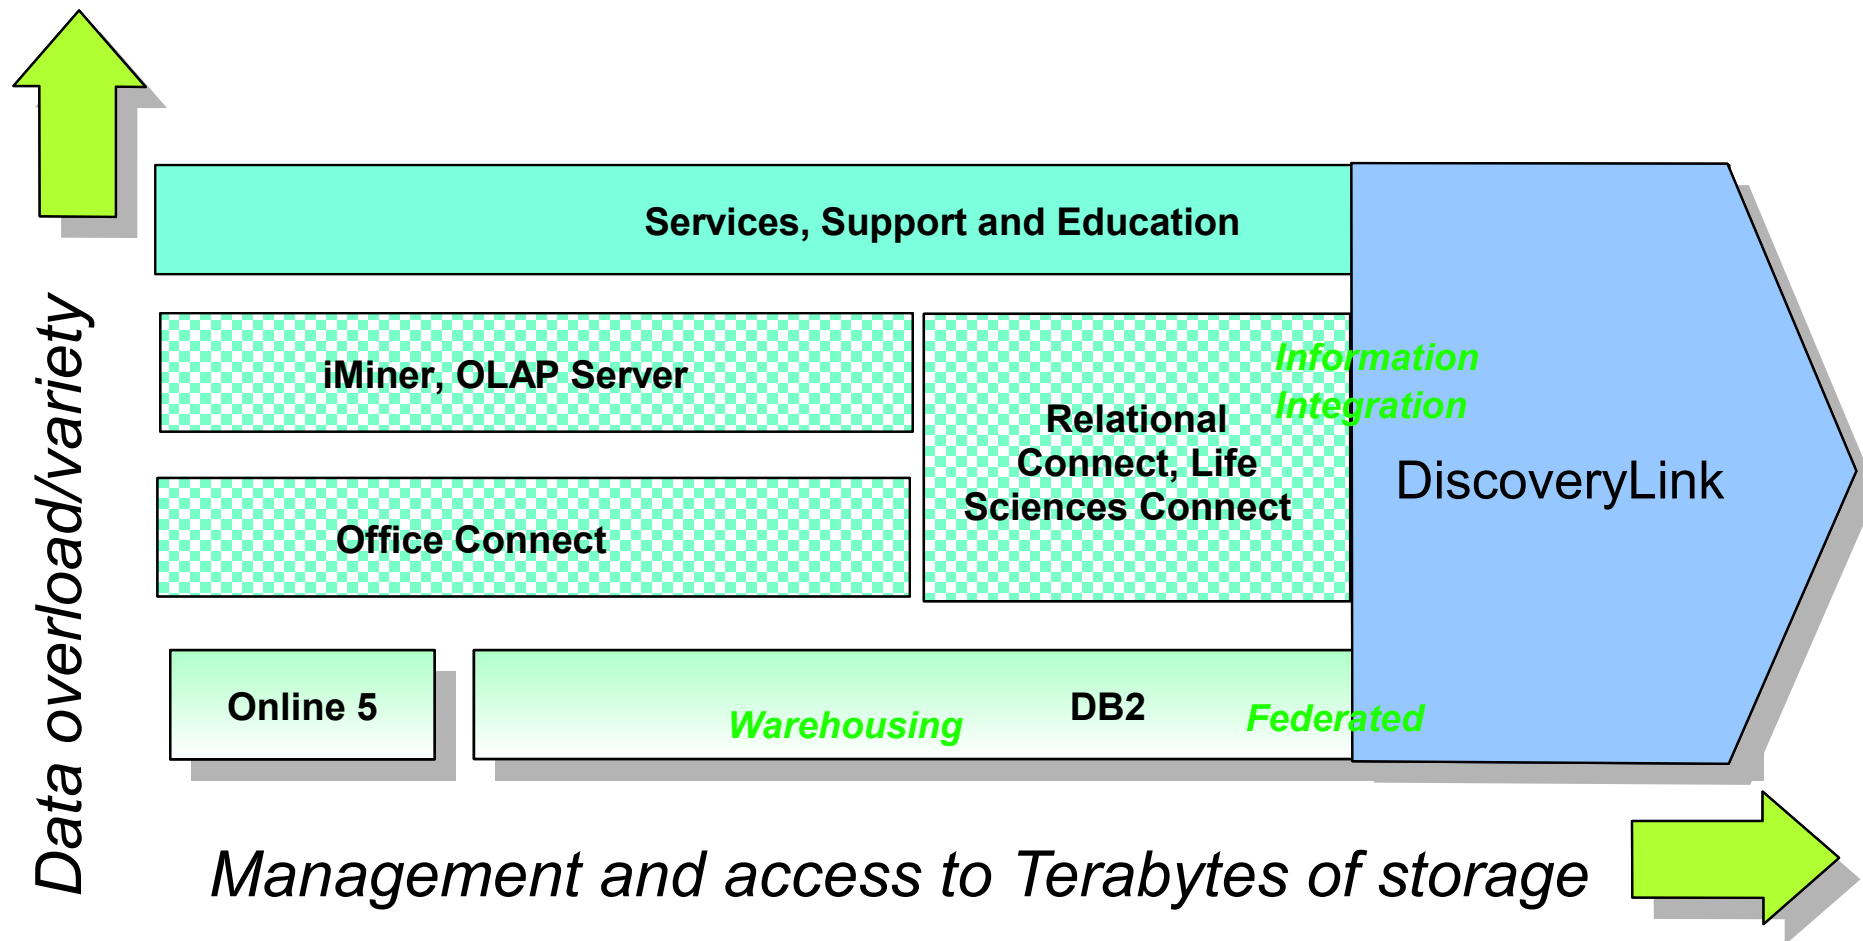 Services, Support and Education
iMiner, OLAP Server
Information
Integration
Relational
Connect, Life
Sciences Connect
DiscoveryLink
Office Connect
Online 5
Warehousing
DB2
Federated
Data overload/variety
Management and access to Terabytes of storage